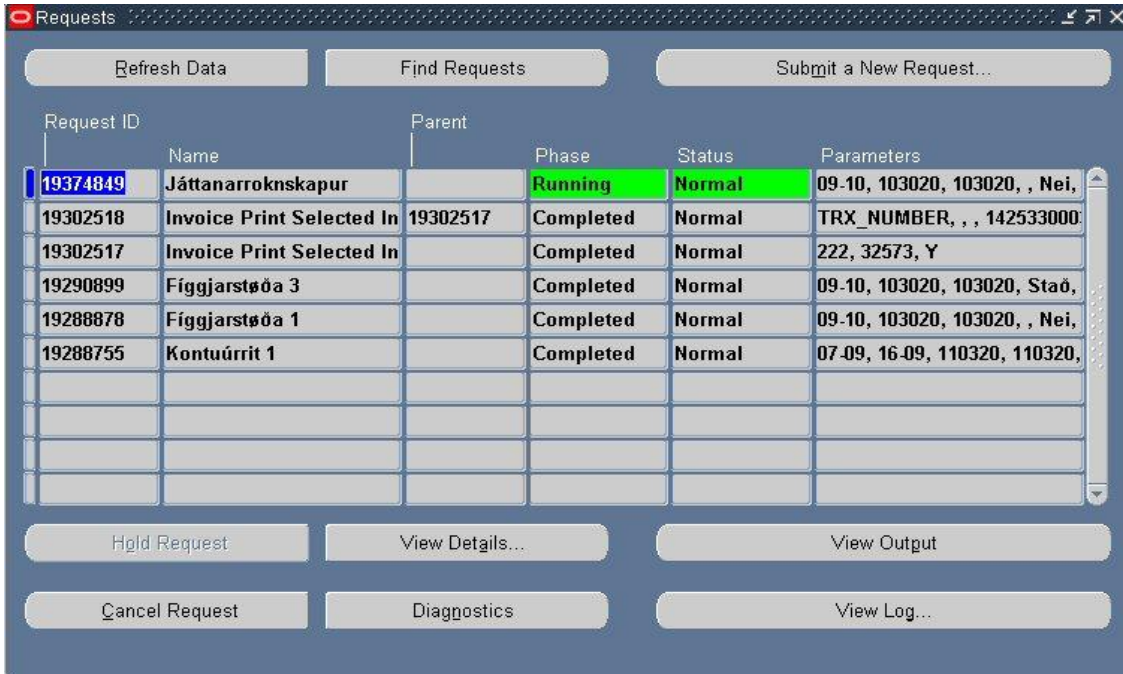 Requests
Refresh Data Find Requests Submit a New Request...
Request ID Parent
Name Phase Status Parameters
19374849 Játtanarroknskapur Running Normal 09-10, 103020, 103020, , Nei,
19302518 Invoice Print Selected In 19302517 Completed Normal TRX_NUMBER, , , 142533000
19302517 Invoice Print Selected In Completed Normal 222, 32573, Y
19290899 Fíggjarstøða 3 Completed Normal 09-10, 103020, 103020, Stað,
19288878 Fíggjarstøða 1 Completed Normal 09-10, 103020, 103020, , Nei,
19288755 Kontuúrrit 1 Completed Normal 07-09, 16-09, 110320, 110320,
Hold Request View Details... View Output
Cancel Request Diagnostics View Log...